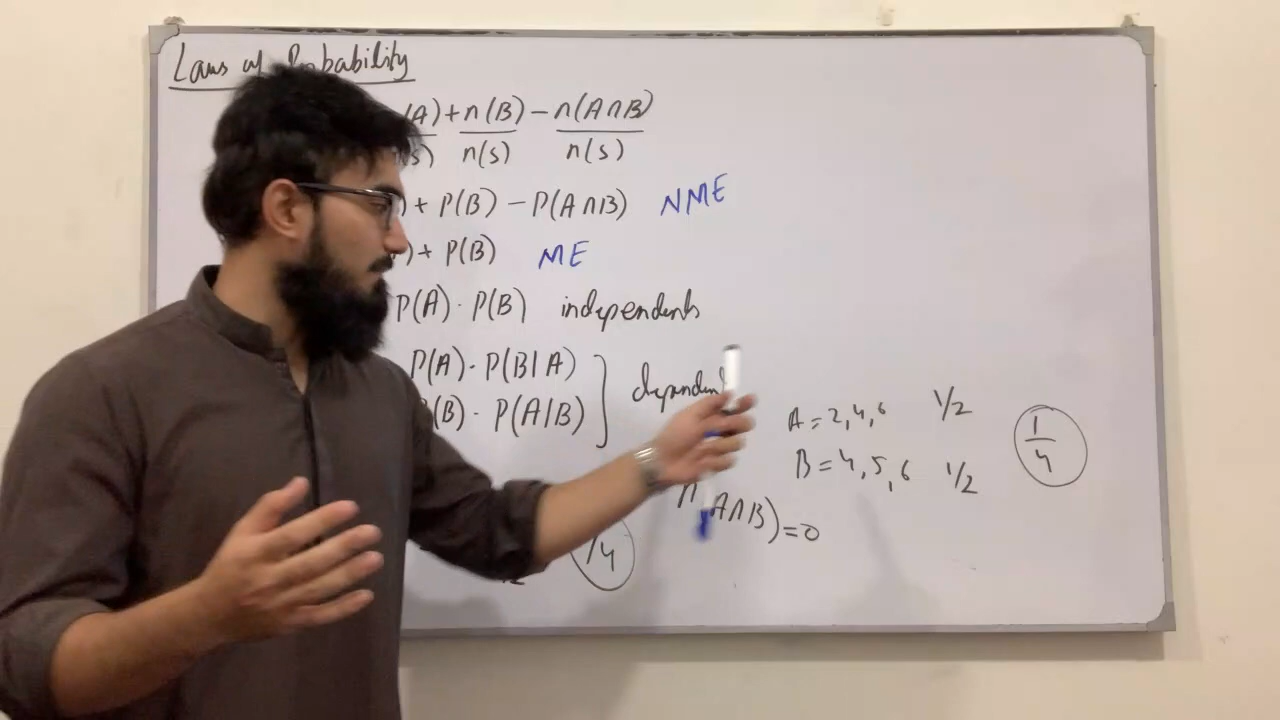 Laws of Probability
(A) + n(B) - n(A∩B)
n(s) n(s)
+ P(B) - P(A∩B) NME
) + P(B) ME
P(A) · P(B) independents
P(A) · P(B|A)
(B) · P(A|B)
A = 2, 4, 6 1/2
B = 4, 5, 6 1/2
1/4
n(A∩B) = 0
/4